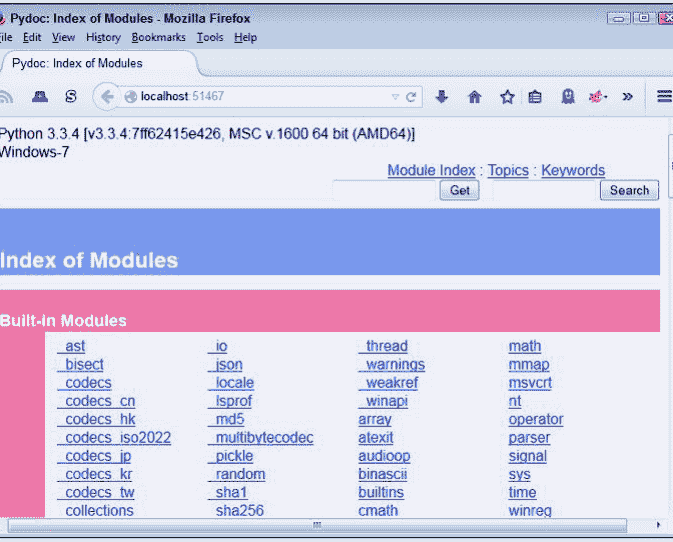 Pydoc: Index of Modules - Mozilla Firefox
File Edit View History Bookmarks Tools Help
Pydoc: Index of Modules
localhost:51467
Python 3.3.4 [v3.3.4:7ff62415e426, MSC v.1600 64 bit (AMD64)]
Windows-7
Module Index : Topics : Keywords
Get Search
Index of Modules
Built-in Modules
_ast _io _thread math
_bisect _json _warnings mmap
_codecs _locale _weakref msvcrt
_codecs_cn _lsprof _winapi nt
_codecs_hk _md5 array operator
_codecs_iso2022 _multibytecodec atexit parser
_codecs_jp _pickle audioop signal
_codecs_kr _random binascii sys
_codecs_tw _sha1 builtins time
_collections _sha256 cmath winreg